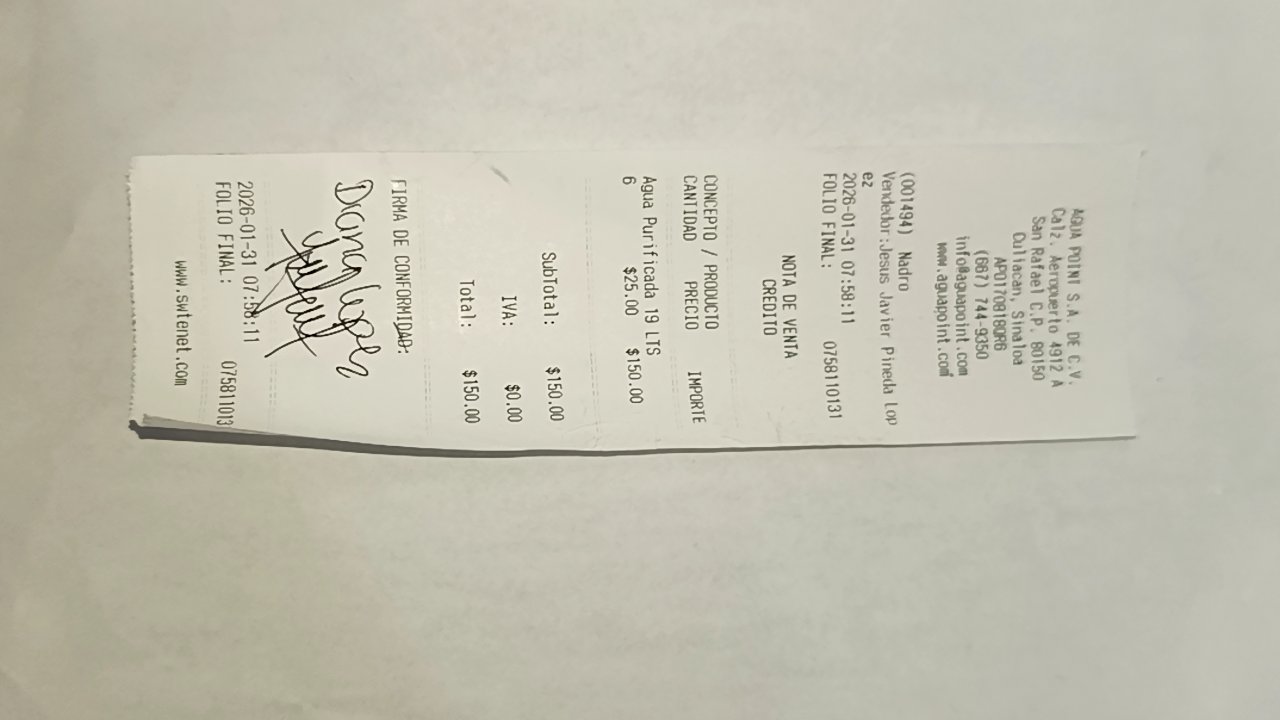 AGUA POINT S.A. DE C.V.
Calz. Aeropuerto 4912 A
San Rafael C.P. 80150
Culiacan, Sinaloa
AP0170818QR6
(667) 744-9350
info@aguapoint.com
www.aguapoint.com
(001494) Nadro
Vendedor:Jesus Javier Pineda Lop
ez
2026-01-31 07:58:11
FOLIO FINAL: 0758110131
NOTA DE VENTA
CREDITO
CONCEPTO / PRODUCTO
CANTIDAD PRECIO IMPORTE
Agua Purificada 19 LTS
6 $25.00 $150.00
SubTotal: $150.00
IVA: $0.00
Total: $150.00
FIRMA DE CONFORMIDAD:
Diana
2026-01-31 07:58:11
FOLIO FINAL: 075811013
www.swtenet.com